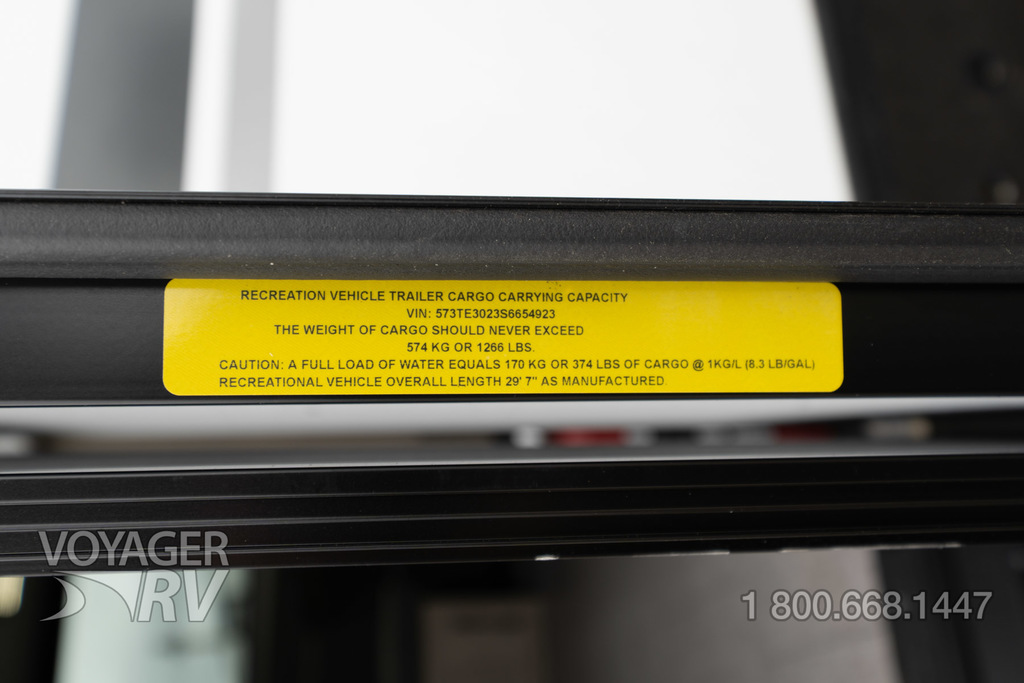 RECREATION VEHICLE TRAILER CARGO CARRYING CAPACITY
VIN: 573TE3023S6654923
THE WEIGHT OF CARGO SHOULD NEVER EXCEED
574 KG OR 1266 LBS.
CAUTION: A FULL LOAD OF WATER EQUALS 170 KG OR 374 LBS OF CARGO @ 1KG/L (8.3 LB/GAL)
RECREATIONAL VEHICLE OVERALL LENGTH 29' 7" AS MANUFACTURED.
VOYAGER
RV
1 800.668.1447